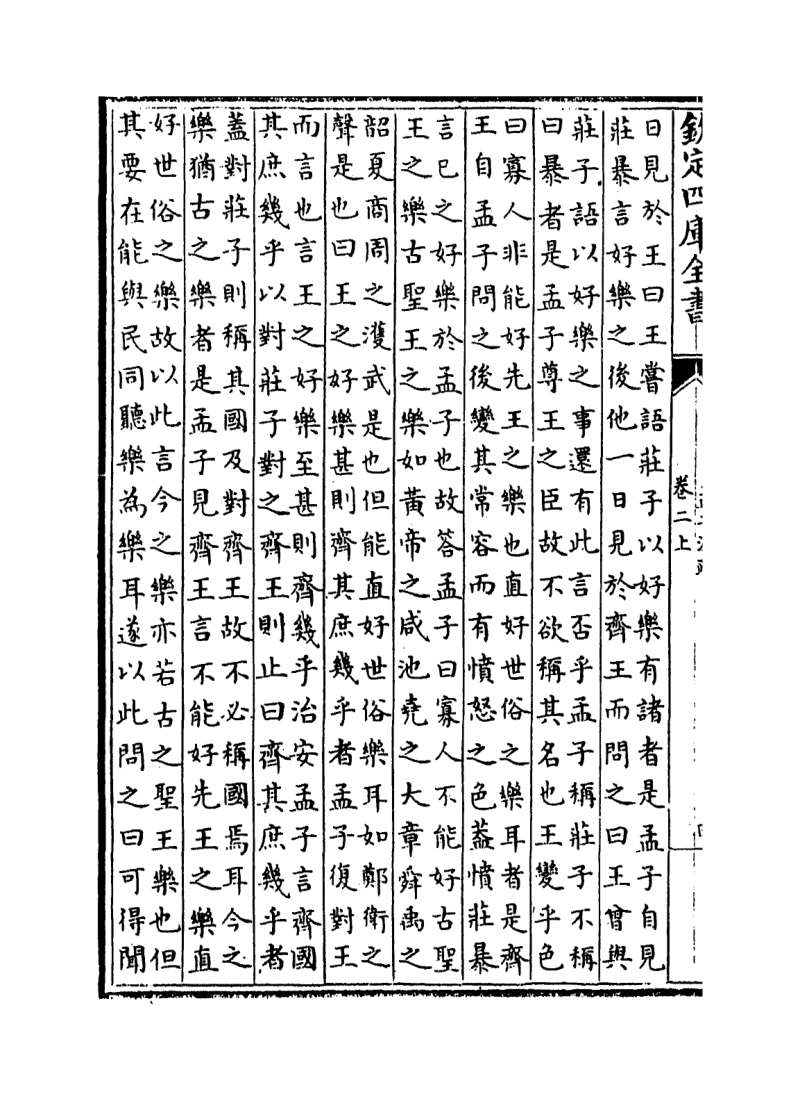 欽定四庫全書
卷二上
日見於王曰王嘗語莊子以好樂有諸者是孟子自見
莊暴言好樂之後他一日見於齊王而問之曰王曾與
莊子語以好樂之事還有此言否乎孟子稱莊子不稱
曰暴者是孟子尊王之臣故不欲稱其名也王變乎色
曰寡人非能好先王之樂也直好世俗之樂耳者是齊
王自孟子問之後變其常容而有憤怒之色蓋憤莊暴
言已之好樂於孟子也故答孟子曰寡人不能好古聖
王之樂古聖王之樂如黃帝之咸池堯之大章舜禹之
韶夏商周之濩武是也但能直好世俗樂耳如鄭衛之
聲是也曰王之好樂甚則齊其庶幾乎者孟子復對王
而言也言王之好樂至甚則齊幾乎治安孟子言齊國
其庶幾乎以對莊子對之齊王則止曰齊其庶幾乎者
蓋對莊子則稱其國及對齊王故不必稱國焉耳今之
樂猶古之樂者是孟子見齊王言不能好先王之樂直
好世俗之樂故以此言今之樂亦若古之聖王樂也但
其要在能與民同聽樂為樂耳遂以此問之曰可得聞